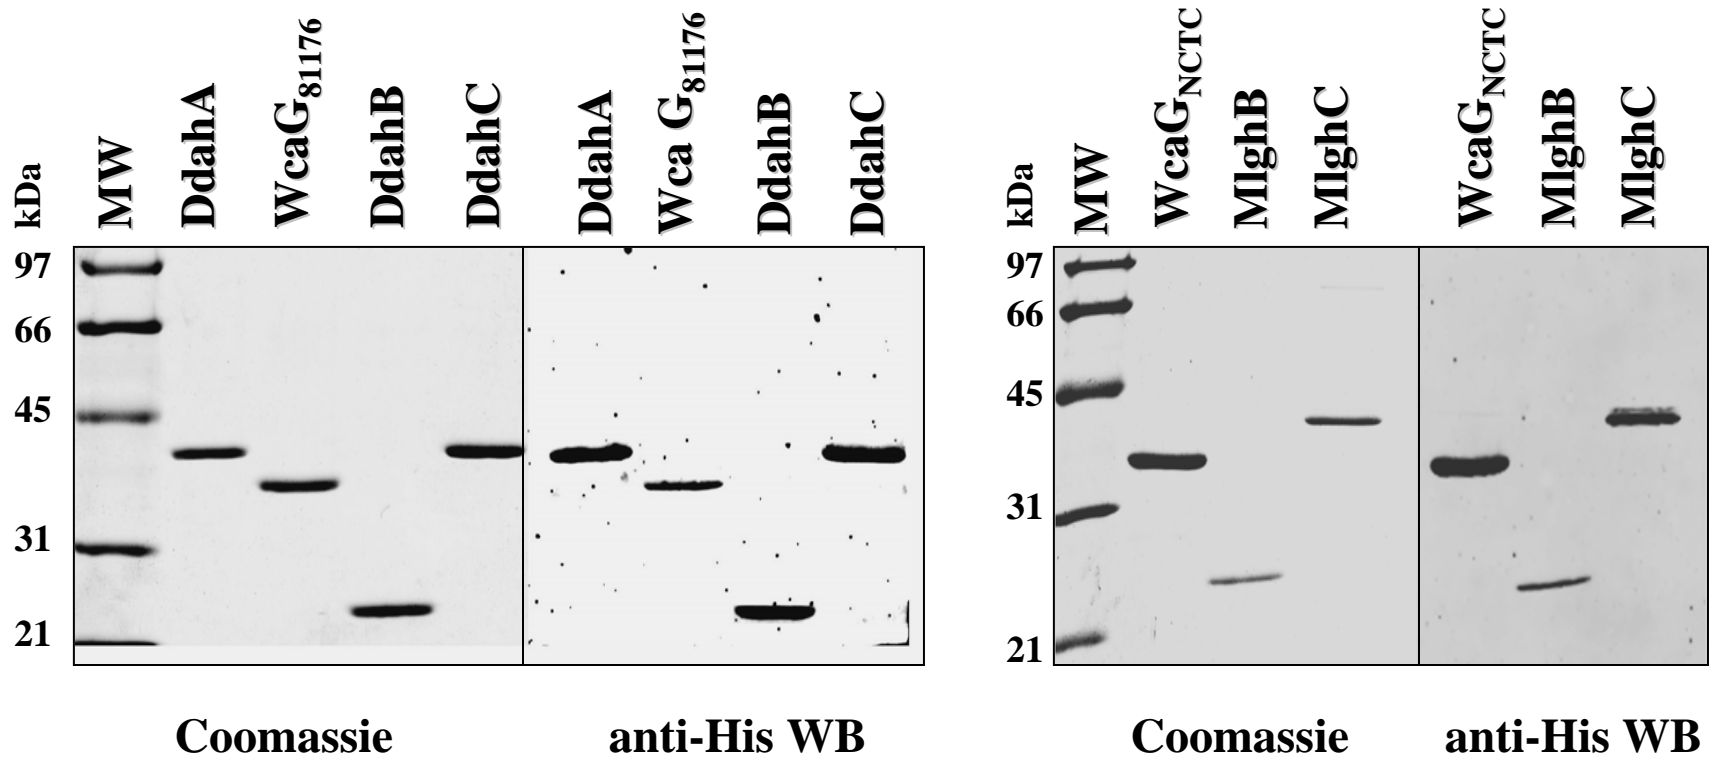 kDa
MW
DdahA
WcaG81176
DdahB
DdahC
DdahA
Wca G81176
DdahB
DdahC
97
66
45
31
21
Coomassie
anti-His WB
kDa
MW
WcaGNCTC
MlghB
MlghC
WcaGNCTC
MlghB
MlghC
97
66
45
31
21
Coomassie
anti-His WB